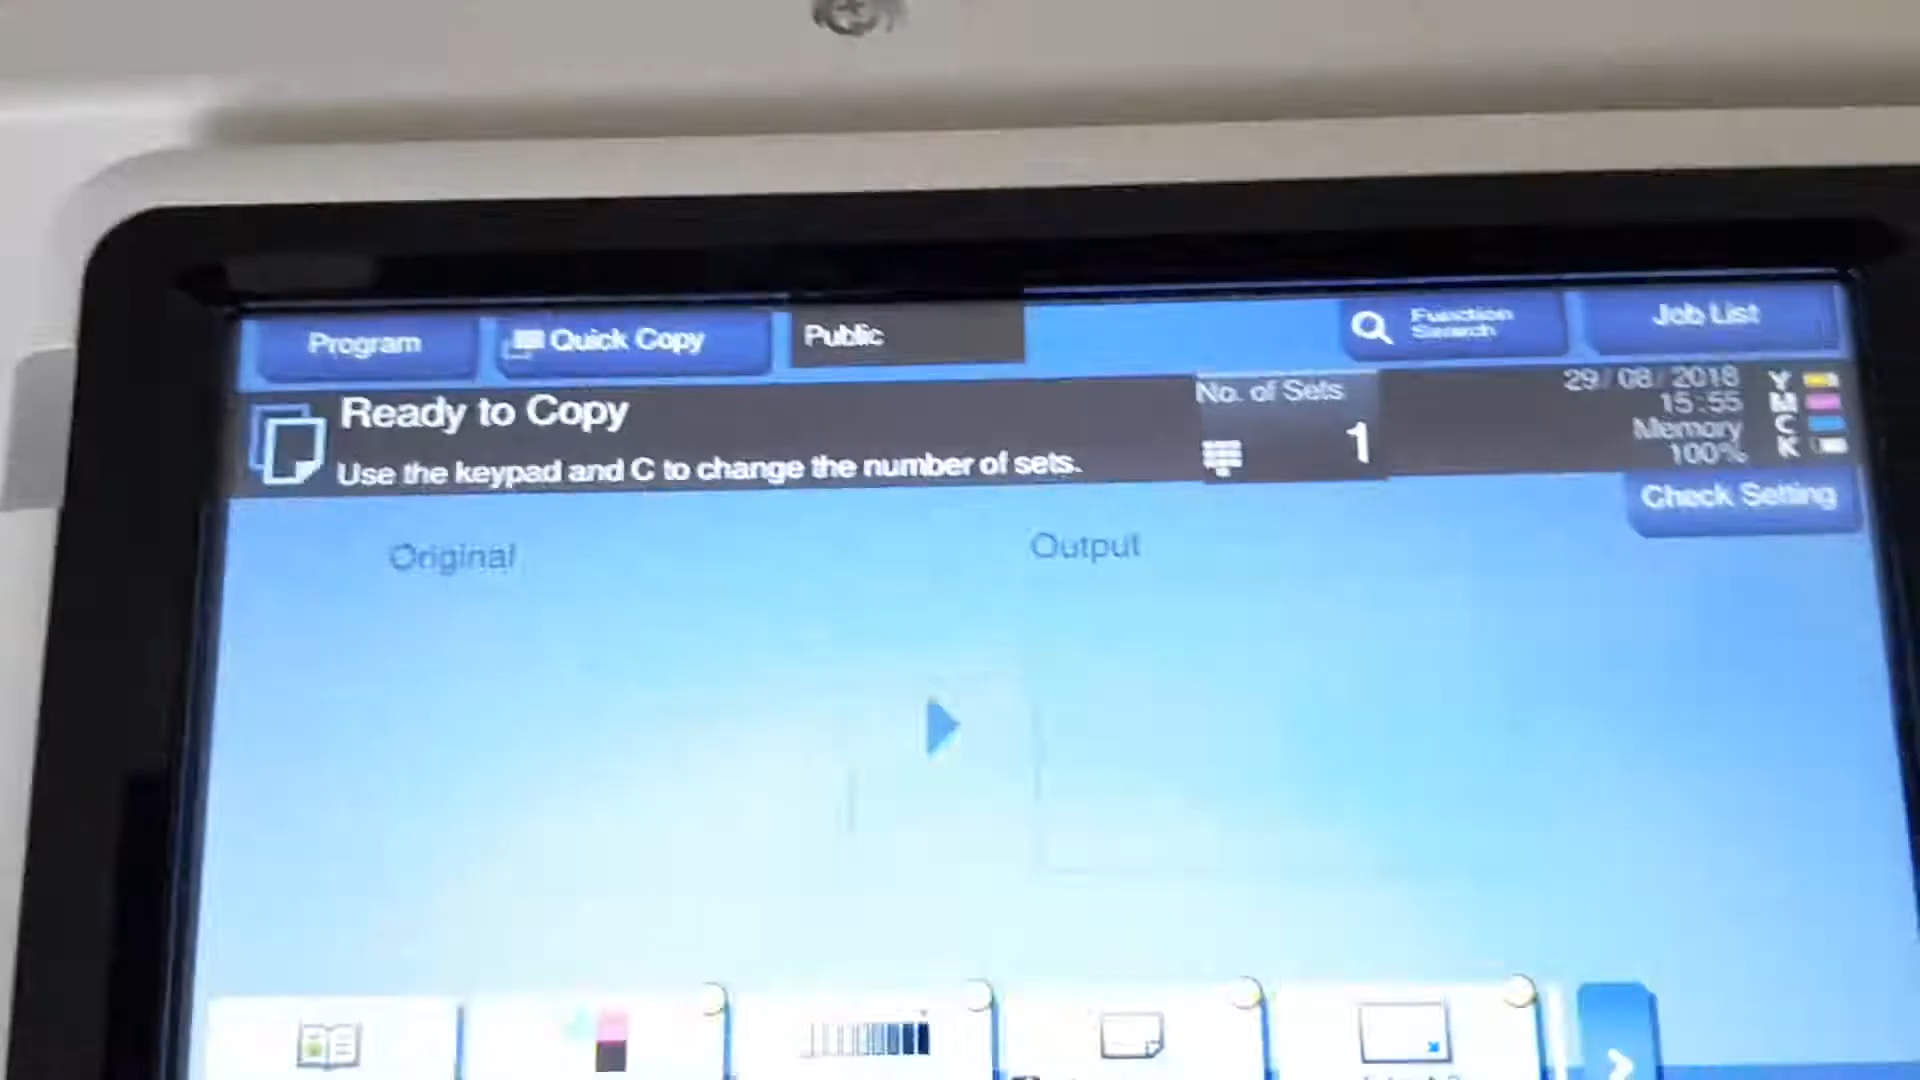 Program
Quick Copy
Public
Function
Search
Job List
Ready to Copy
Use the keypad and C to change the number of sets.
No. of Sets
1
29/08/2018
15:55
Memory
100%
Y
M
C
K
Check Setting
Original
Output